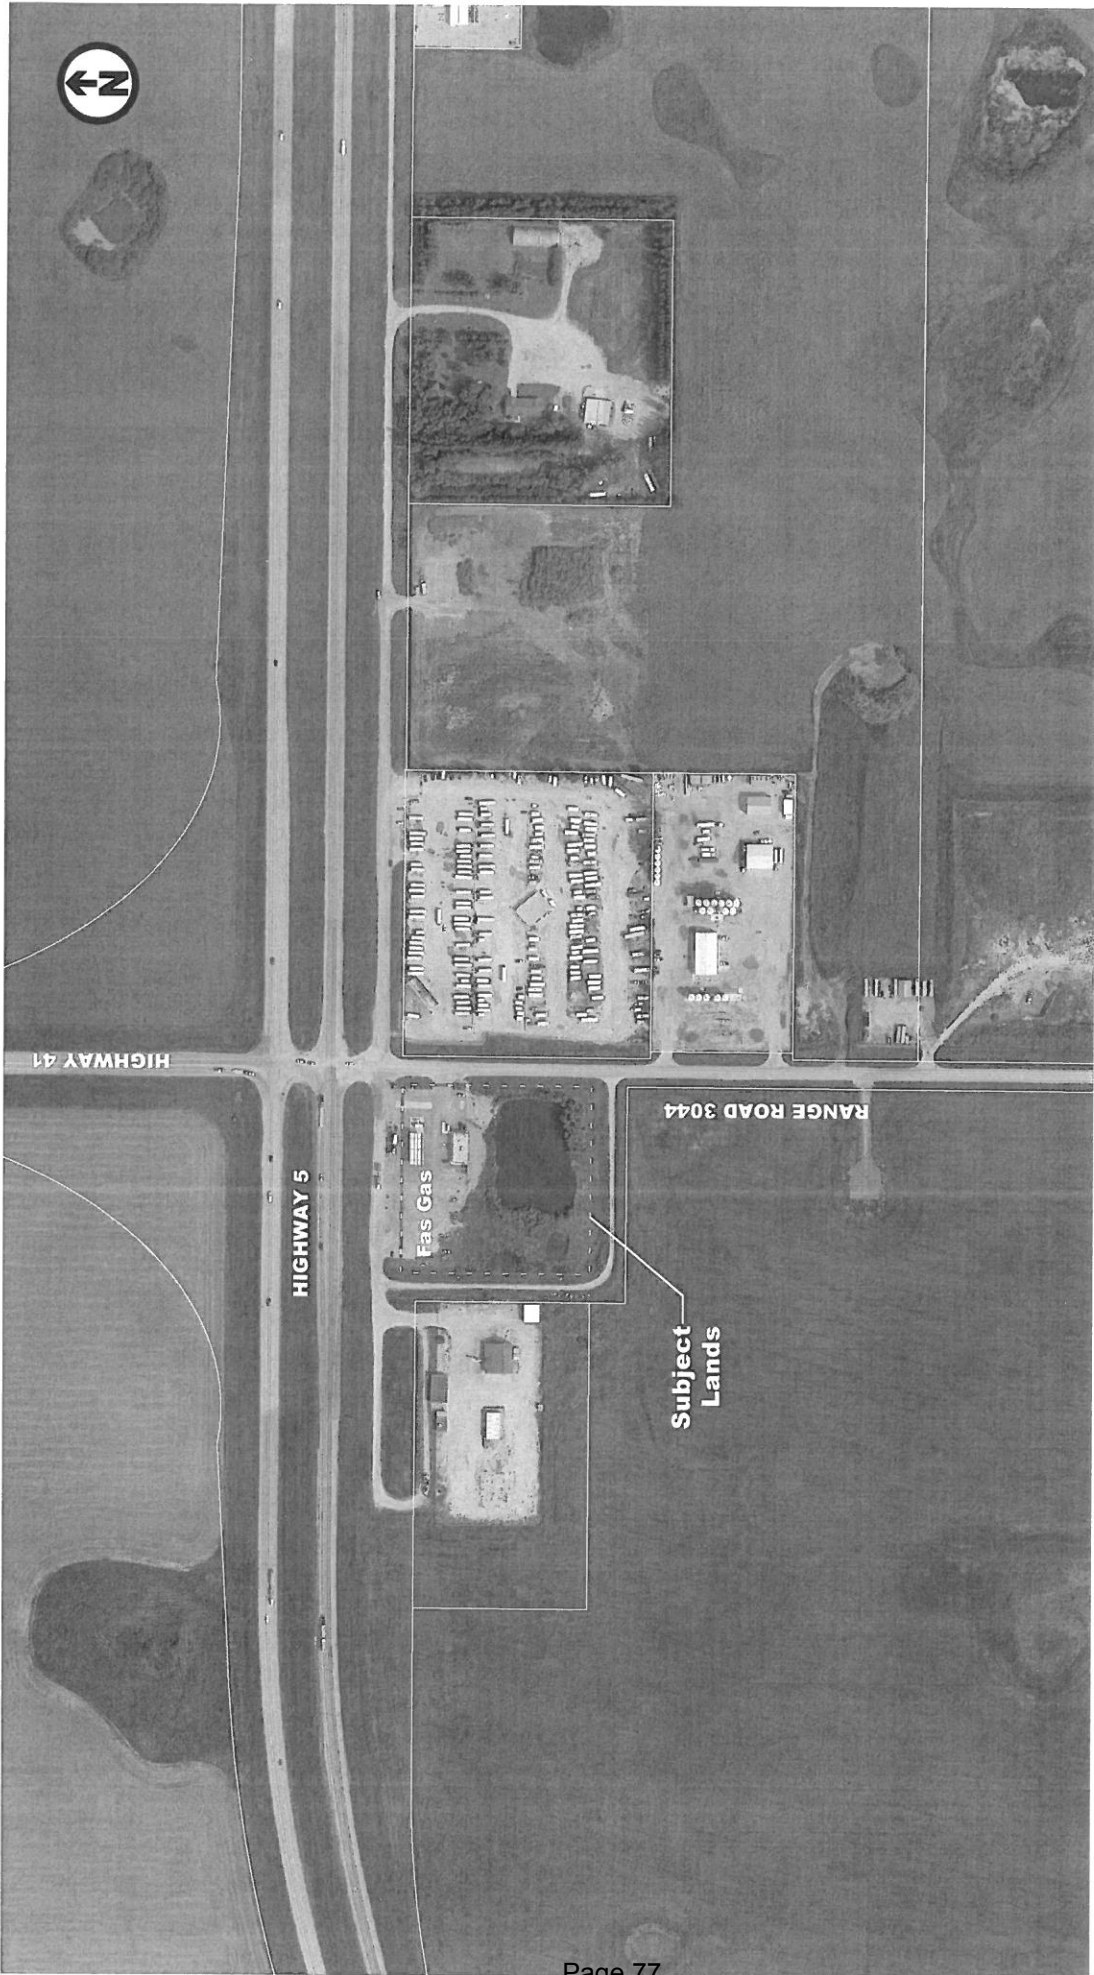 N
HIGHWAY 41
HIGHWAY 5
RANGE ROAD 3044
Fas Gas
Subject
Lands
Page 77